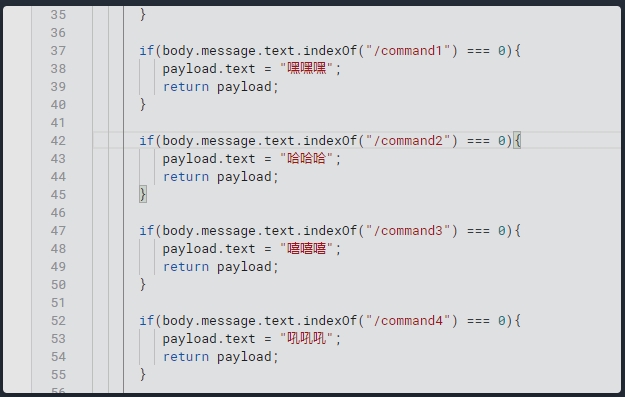 35 }
36
37 if(body.message.text.indexOf("/command1") === 0){
38 payload.text = "嘿嘿嘿";
39 return payload;
40 }
41
42 if(body.message.text.indexOf("/command2") === 0){
43 payload.text = "哈哈哈";
44 return payload;
45 }
46
47 if(body.message.text.indexOf("/command3") === 0){
48 payload.text = "嘻嘻嘻";
49 return payload;
50 }
51
52 if(body.message.text.indexOf("/command4") === 0){
53 payload.text = "吼吼吼";
54 return payload;
55 }
56